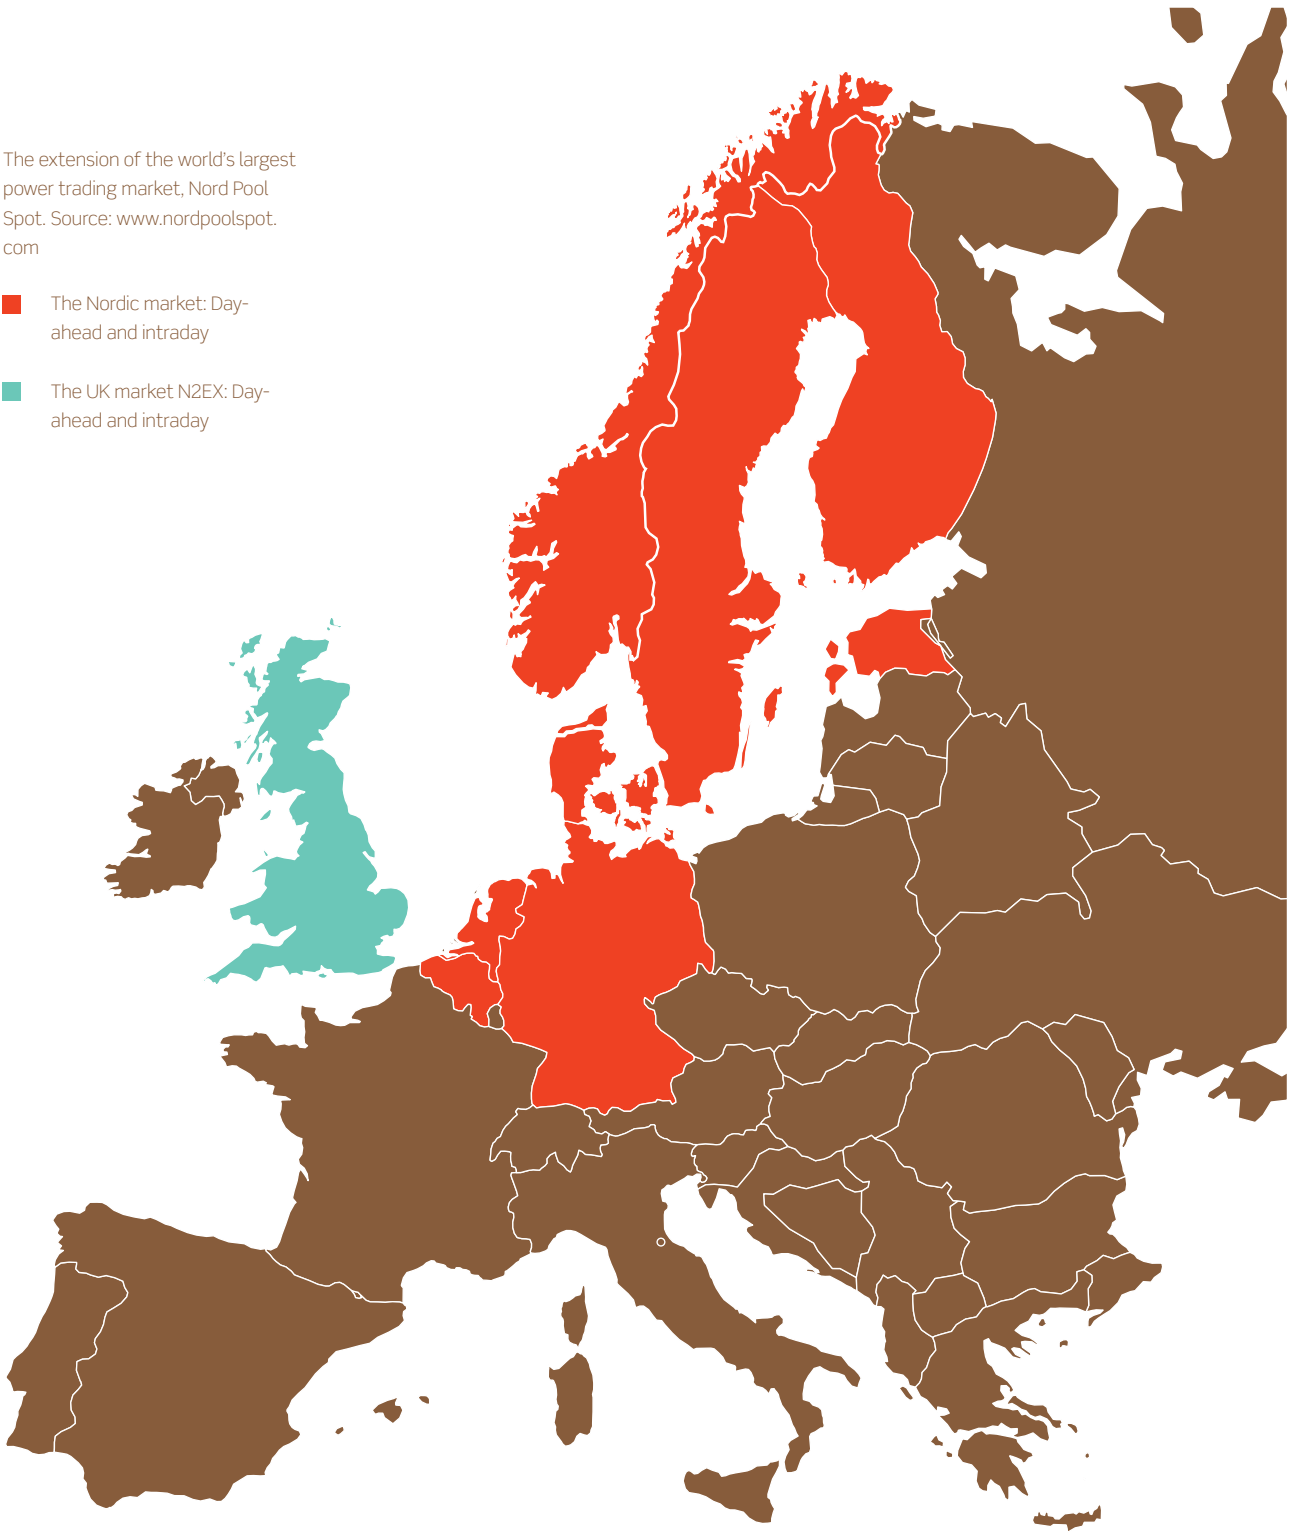 The extension of the world’s largest
power trading market, Nord Pool
Spot. Source: www.nordpoolspot.
com
The Nordic market: Day-
ahead and intraday
The UK market N2EX: Day-
ahead and intraday